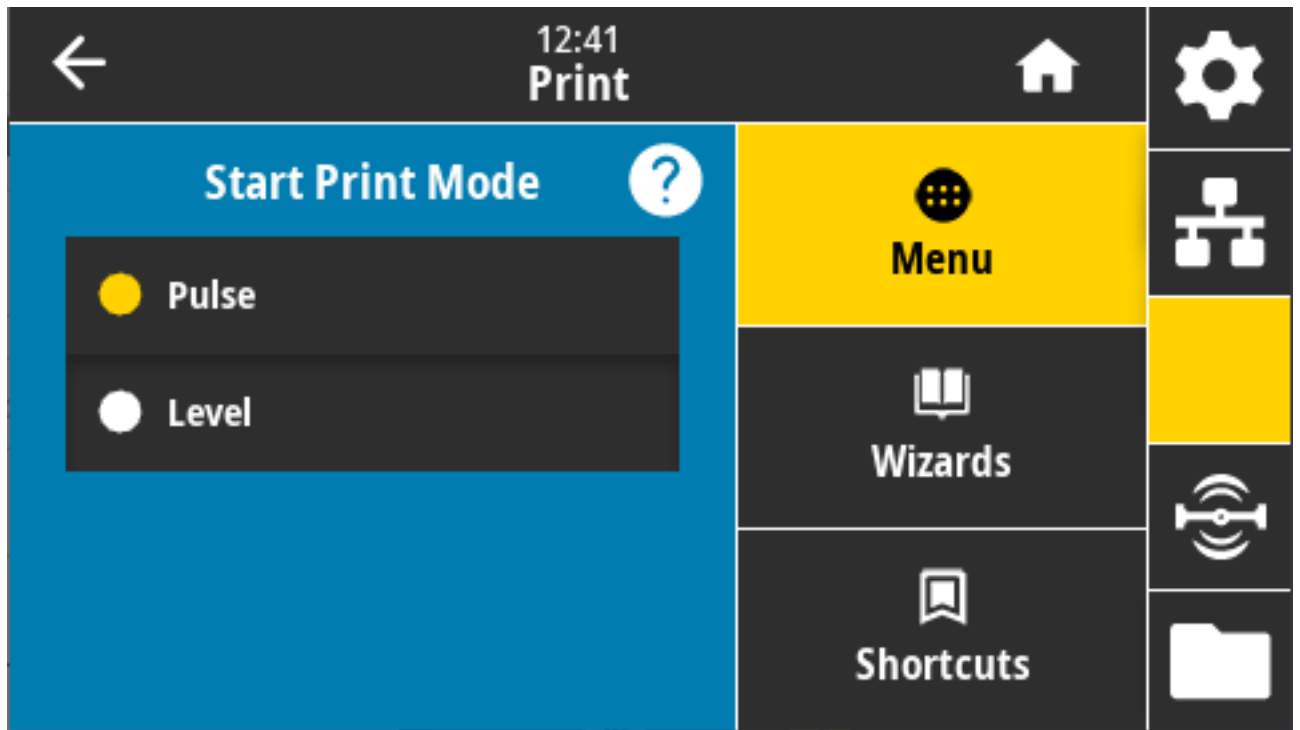 12:41
Print
Start Print Mode
?
Pulse
Level
Menu
Wizards
Shortcuts